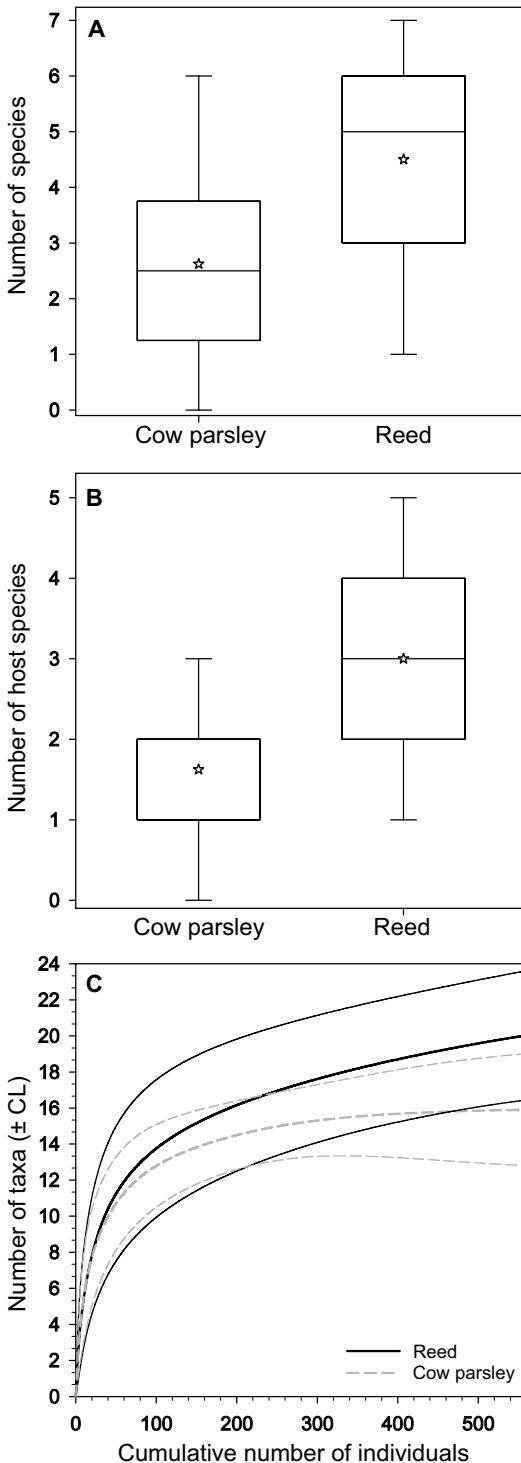 A
Number of species
7
6
5
4
3
2
1
0
Cow parsley
Reed
B
Number of host species
5
4
3
2
1
0
Cow parsley
Reed
C
Number of taxa (± CL)
24
22
20
18
16
14
12
10
8
6
4
2
0
Reed
Cow parsley
0
100
200
300
400
500
Cumulative number of individuals